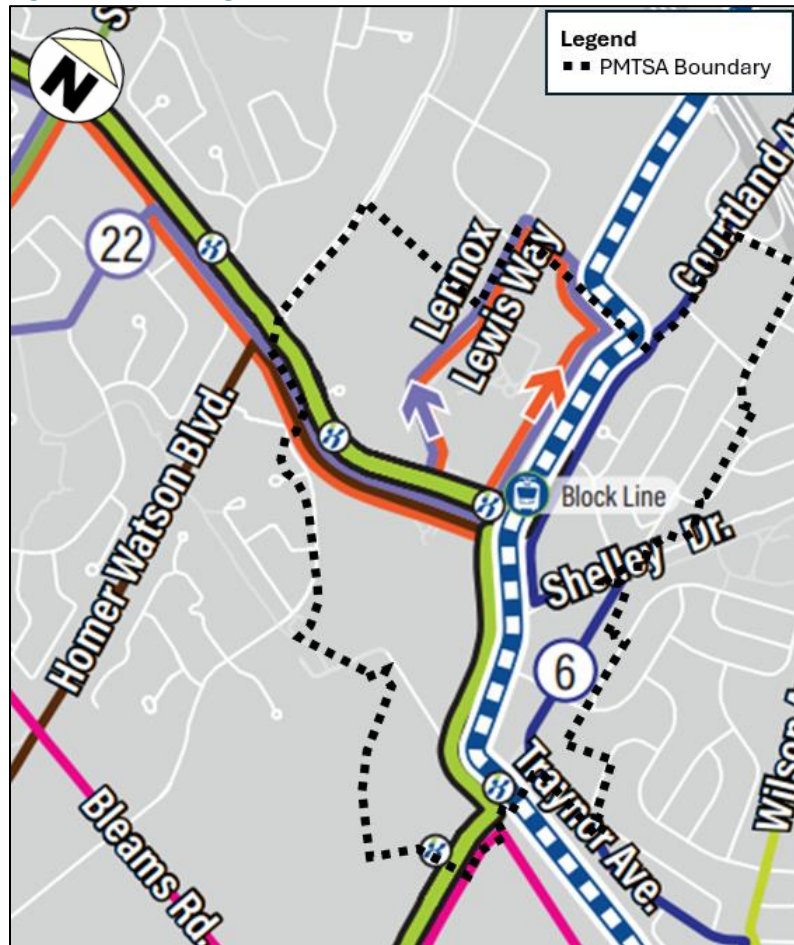 Legend
PMTSA Boundary
N
Courtland A
22
Lennox
Lewis Way
Homer Watson Blvd.
Block Line
Shelley Dr.
6
Traynor Ave.
Wilson A
Bleams Rd.